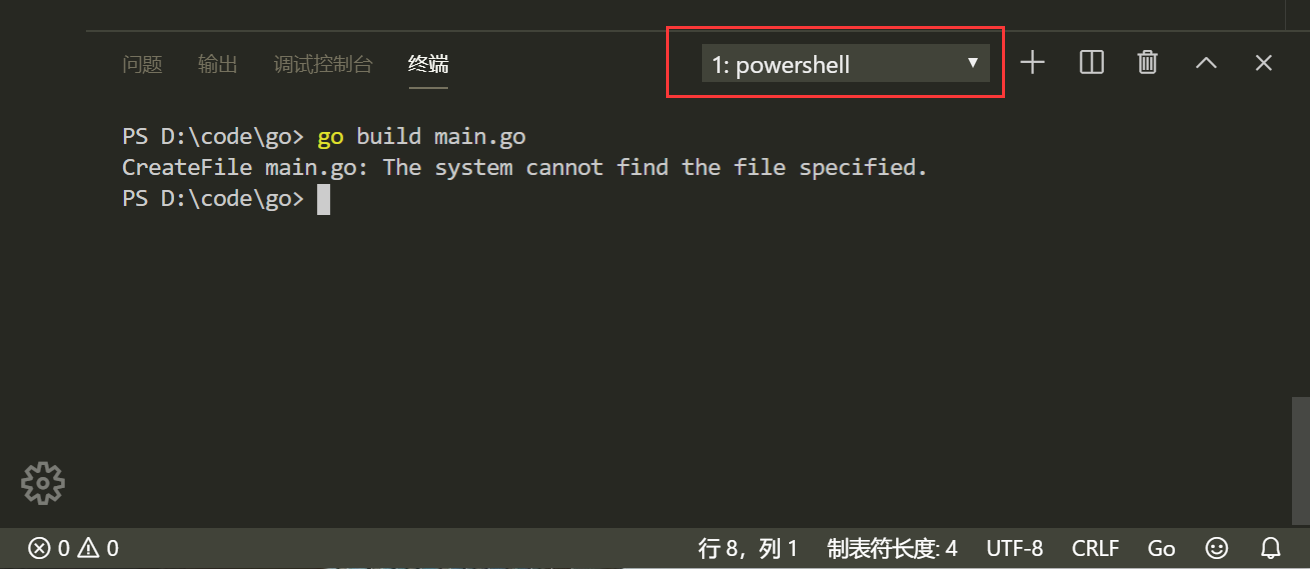 问题 输出 调试控制台 终端 1: powershell
PS D:\code\go> go build main.go
CreateFile main.go: The system cannot find the file specified.
PS D:\code\go>
0 0 行 8，列 1 制表符长度: 4 UTF-8 CRLF Go